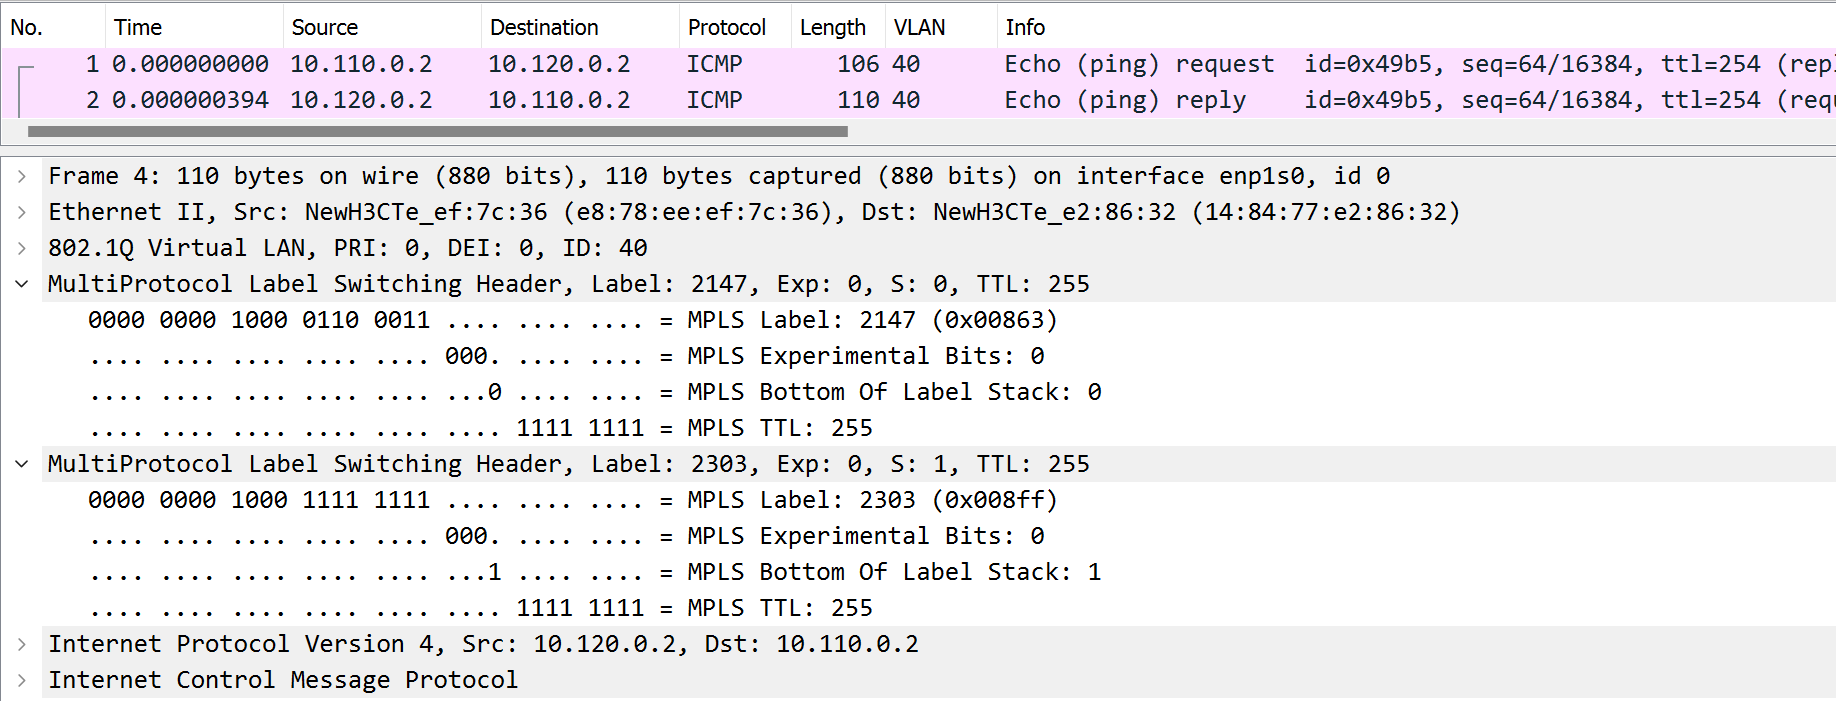 No. Time Source Destination Protocol Length VLAN Info
1 0.000000000 10.110.0.2 10.120.0.2 ICMP 106 40 Echo (ping) request id=0x49b5, seq=64/16384, ttl=254
2 0.000000394 10.120.0.2 10.110.0.2 ICMP 110 40 Echo (ping) reply id=0x49b5, seq=64/16384, ttl=254
Frame 4: 110 bytes on wire (880 bits), 110 bytes captured (880 bits) on interface enp1s0, id 0
Ethernet II, Src: NewH3CTe_ef:7c:36 (e8:78:ee:ef:7c:36), Dst: NewH3CTe_e2:86:32 (14:84:77:e2:86:32)
802.1Q Virtual LAN, PRI: 0, DEI: 0, ID: 40
MultiProtocol Label Switching Header, Label: 2147, Exp: 0, S: 0, TTL: 255
0000 0000 1000 0110 0011 .... .... .... = MPLS Label: 2147 (0x00863)
.... .... .... .... .... 000. .... .... = MPLS Experimental Bits: 0
.... .... .... .... .... ...0 .... .... = MPLS Bottom Of Label Stack: 0
.... .... .... .... .... .... 1111 1111 = MPLS TTL: 255
MultiProtocol Label Switching Header, Label: 2303, Exp: 0, S: 1, TTL: 255
0000 0000 1000 1111 1111 .... .... .... = MPLS Label: 2303 (0x008ff)
.... .... .... .... .... 000. .... .... = MPLS Experimental Bits: 0
.... .... .... .... .... ...1 .... .... = MPLS Bottom Of Label Stack: 1
.... .... .... .... .... .... 1111 1111 = MPLS TTL: 255
Internet Protocol Version 4, Src: 10.120.0.2, Dst: 10.110.0.2
Internet Control Message Protocol